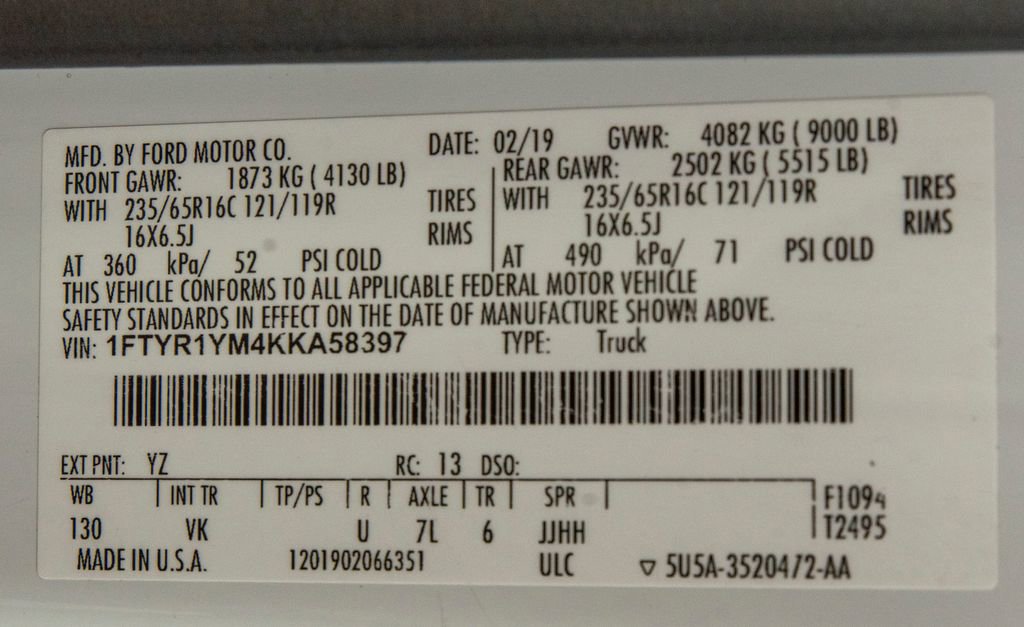 MFD. BY FORD MOTOR CO. DATE: 02/19 GVWR: 4082 KG ( 9000 LB)
FRONT GAWR: 1873 KG ( 4130 LB) REAR GAWR: 2502 KG ( 5515 LB)
WITH 235/65R16C 121/119R TIRES WITH 235/65R16C 121/119R TIRES
16X6.5J RIMS 16X6.5J RIMS
AT 360 kPa/ 52 PSI COLD AT 490 kPa/ 71 PSI COLD
THIS VEHICLE CONFORMS TO ALL APPLICABLE FEDERAL MOTOR VEHICLE
SAFETY STANDARDS IN EFFECT ON THE DATE OF MANUFACTURE SHOWN ABOVE.
VIN: 1FTYR1YM4KKA58397 TYPE: Truck
EXT PNT: YZ RC: 13 DSO:
WB INT TR TP/PS R AXLE TR SPR F1094
130 VK U 7L 6 JJHH T2495
MADE IN U.S.A. 1201902066351 ULC ▽ 5U5A-3520472-AA